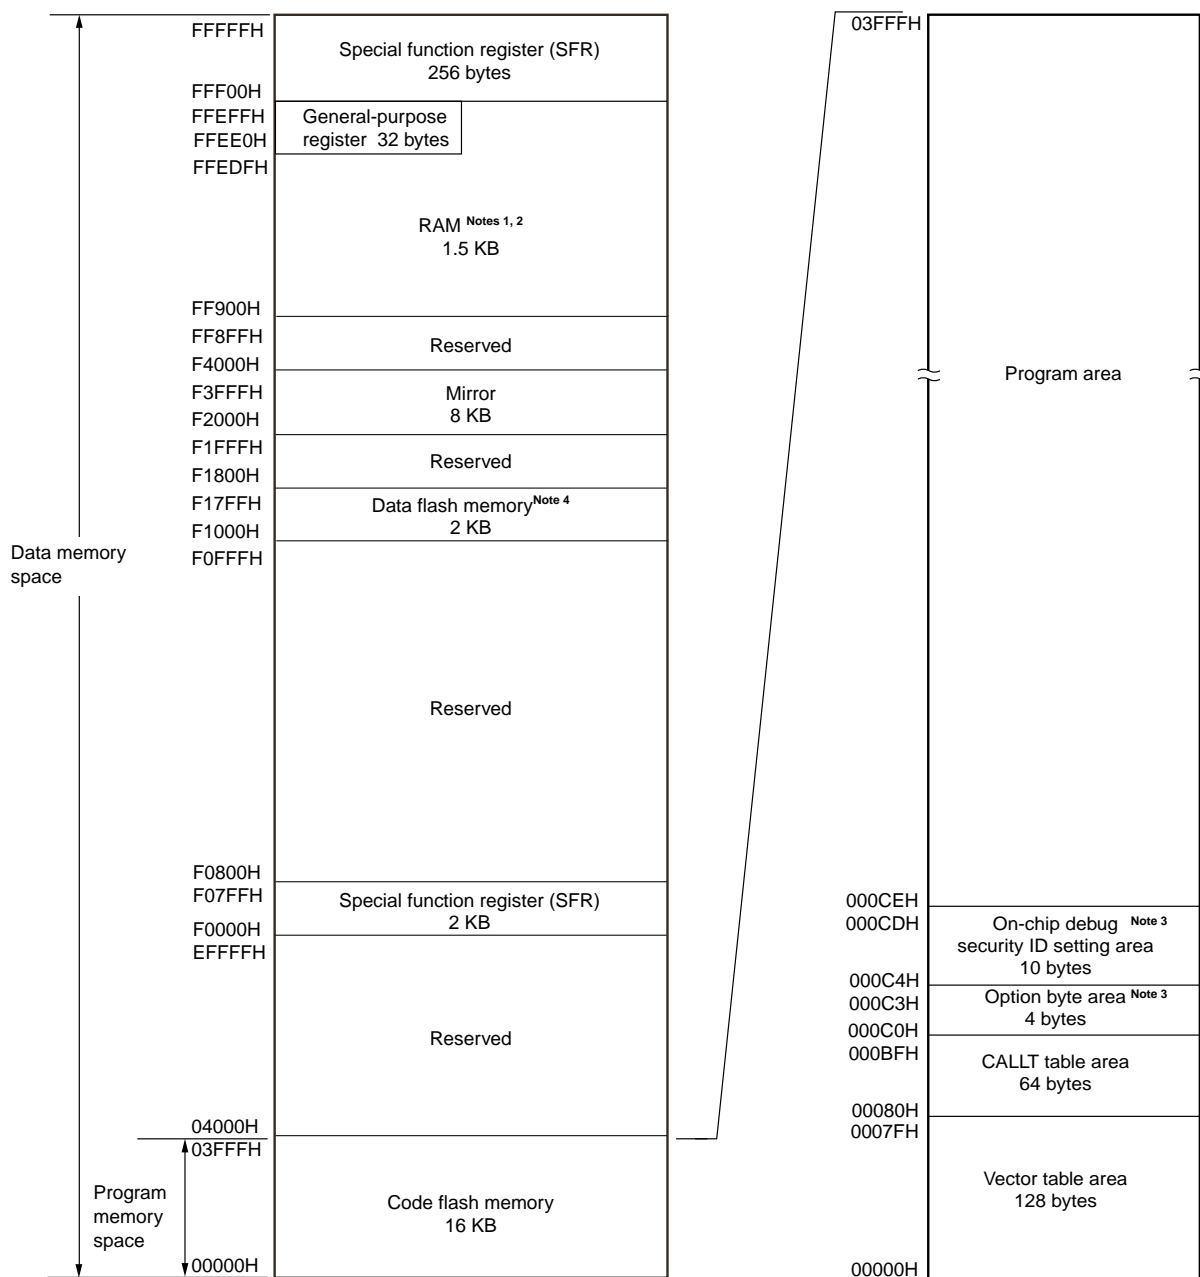 FFFFFH
Special function register (SFR)
256 bytes
FFF00H
FFEFFH
General-purpose
register 32 bytes
FFEE0H
FFEDFH
RAM Notes 1, 2
1.5 KB
FF900H
FF8FFH
Reserved
F4000H
F3FFFH
Mirror
8 KB
F2000H
F1FFFH
Reserved
F1800H
F17FFH
Data flash memory Note 4
2 KB
F1000H
F0FFFH
Data memory
space
Reserved
F0800H
F07FFH
Special function register (SFR)
2 KB
F0000H
EFFFFH
Reserved
04000H
03FFFH
Program
memory
space
Code flash memory
16 KB
00000H
03FFFH
Program area
000CEH
000CDH
On-chip debug Note 3
security ID setting area
10 bytes
000C4H
000C3H
Option byte area Note 3
4 bytes
000C0H
000BFH
CALLT table area
64 bytes
00080H
0007FH
Vector table area
128 bytes
00000H